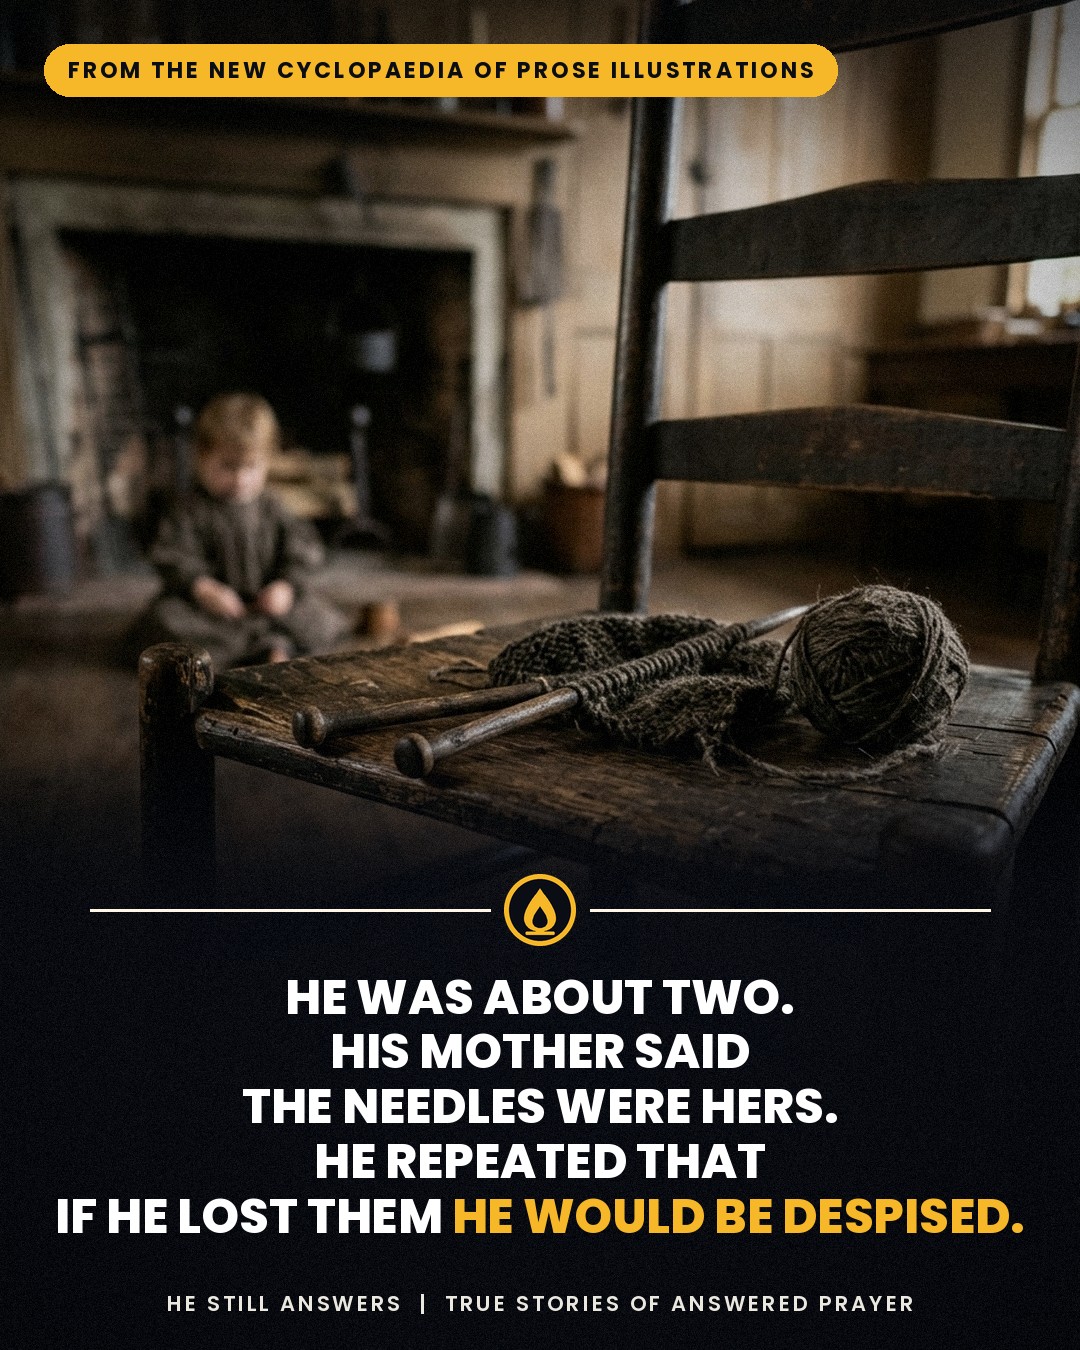 FROM THE NEW CYCLOPAEDIA OF PROSE ILLUSTRATIONS
HE WAS ABOUT TWO.
HIS MOTHER SAID
THE NEEDLES WERE HERS.
HE REPEATED THAT
IF HE LOST THEM HE WOULD BE DESPISED.
HE STILL ANSWERS | TRUE STORIES OF ANSWERED PRAYER